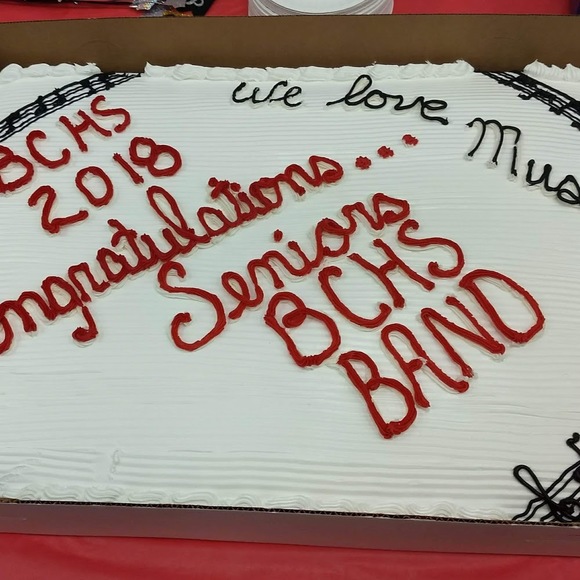 we love Mus
BCHS
2018
ongratulations...
Seniors
BCHS
BAND